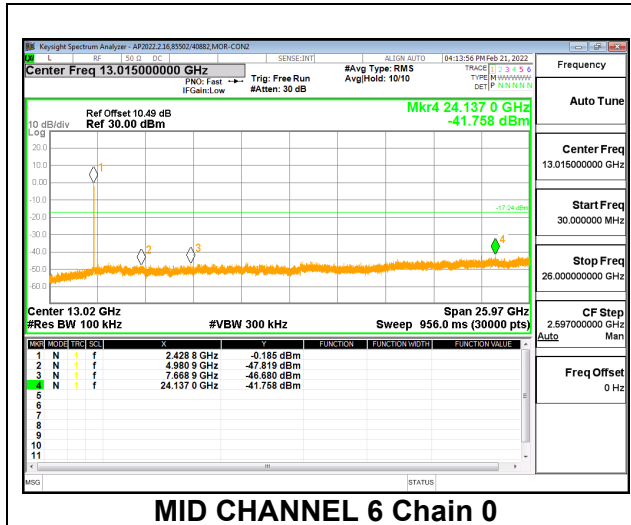 Keysight Spectrum Analyzer - AP2022.2.16,85502/40882,MOR-CON2
L RF 50 Ω DC SENSE:INT ALIGN AUTO 04:13:56 PM Feb 21, 2022
Center Freq 13.015000000 GHz
PNO: Fast
IFGain:Low
Trig: Free Run
#Atten: 30 dB
#Avg Type: RMS
Avg|Hold: 10/10
TRACE 1 2 3 4 5 6
TYPE M W W W W W
DET P N N N N N
Mkr4 24.137 0 GHz
-41.758 dBm
Ref Offset 10.49 dB
Ref 30.00 dBm
10 dB/div
Log
20.0
10.0
0.00
-10.0
-20.0
-30.0
-40.0
-50.0
-60.0
1
2
3
4
-17.24 dBm
Center 13.02 GHz Span 25.97 GHz
#Res BW 100 kHz #VBW 300 kHz Sweep 956.0 ms (30000 pts)
MKR MODE TRC SCL X Y FUNCTION FUNCTION WIDTH FUNCTION VALUE
1 N 1 f 2.428 8 GHz -0.185 dBm
2 N 1 f 4.980 9 GHz -47.819 dBm
3 N 1 f 7.668 9 GHz -46.680 dBm
4 N 1 f 24.137 0 GHz -41.758 dBm
5
6
7
8
9
10
11
MSG STATUS
Frequency
Auto Tune
Center Freq
13.015000000 GHz
Start Freq
30.000000 MHz
Stop Freq
26.000000000 GHz
CF Step
2.597000000 GHz
Auto Man
Freq Offset
0 Hz
MID CHANNEL 6 Chain 0